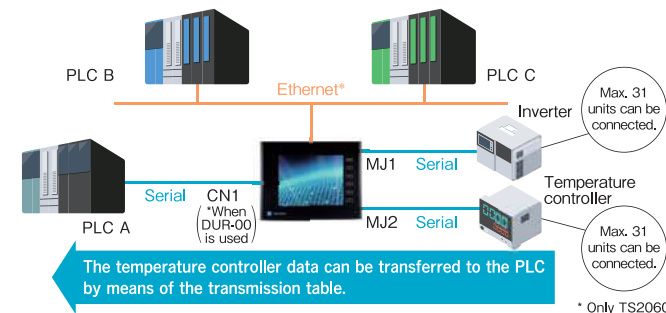 PLC B
PLC C
Ethernet*
Max. 31
units can be
connected.
Inverter
MJ1 Serial
Serial CN1
(*When
DUR-00
is used)
PLC A
Temperature
controller
MJ2 Serial
Max. 31
units can be
connected.
The temperature controller data can be transferred to the PLC
by means of the transmission table.
* Only TS2060